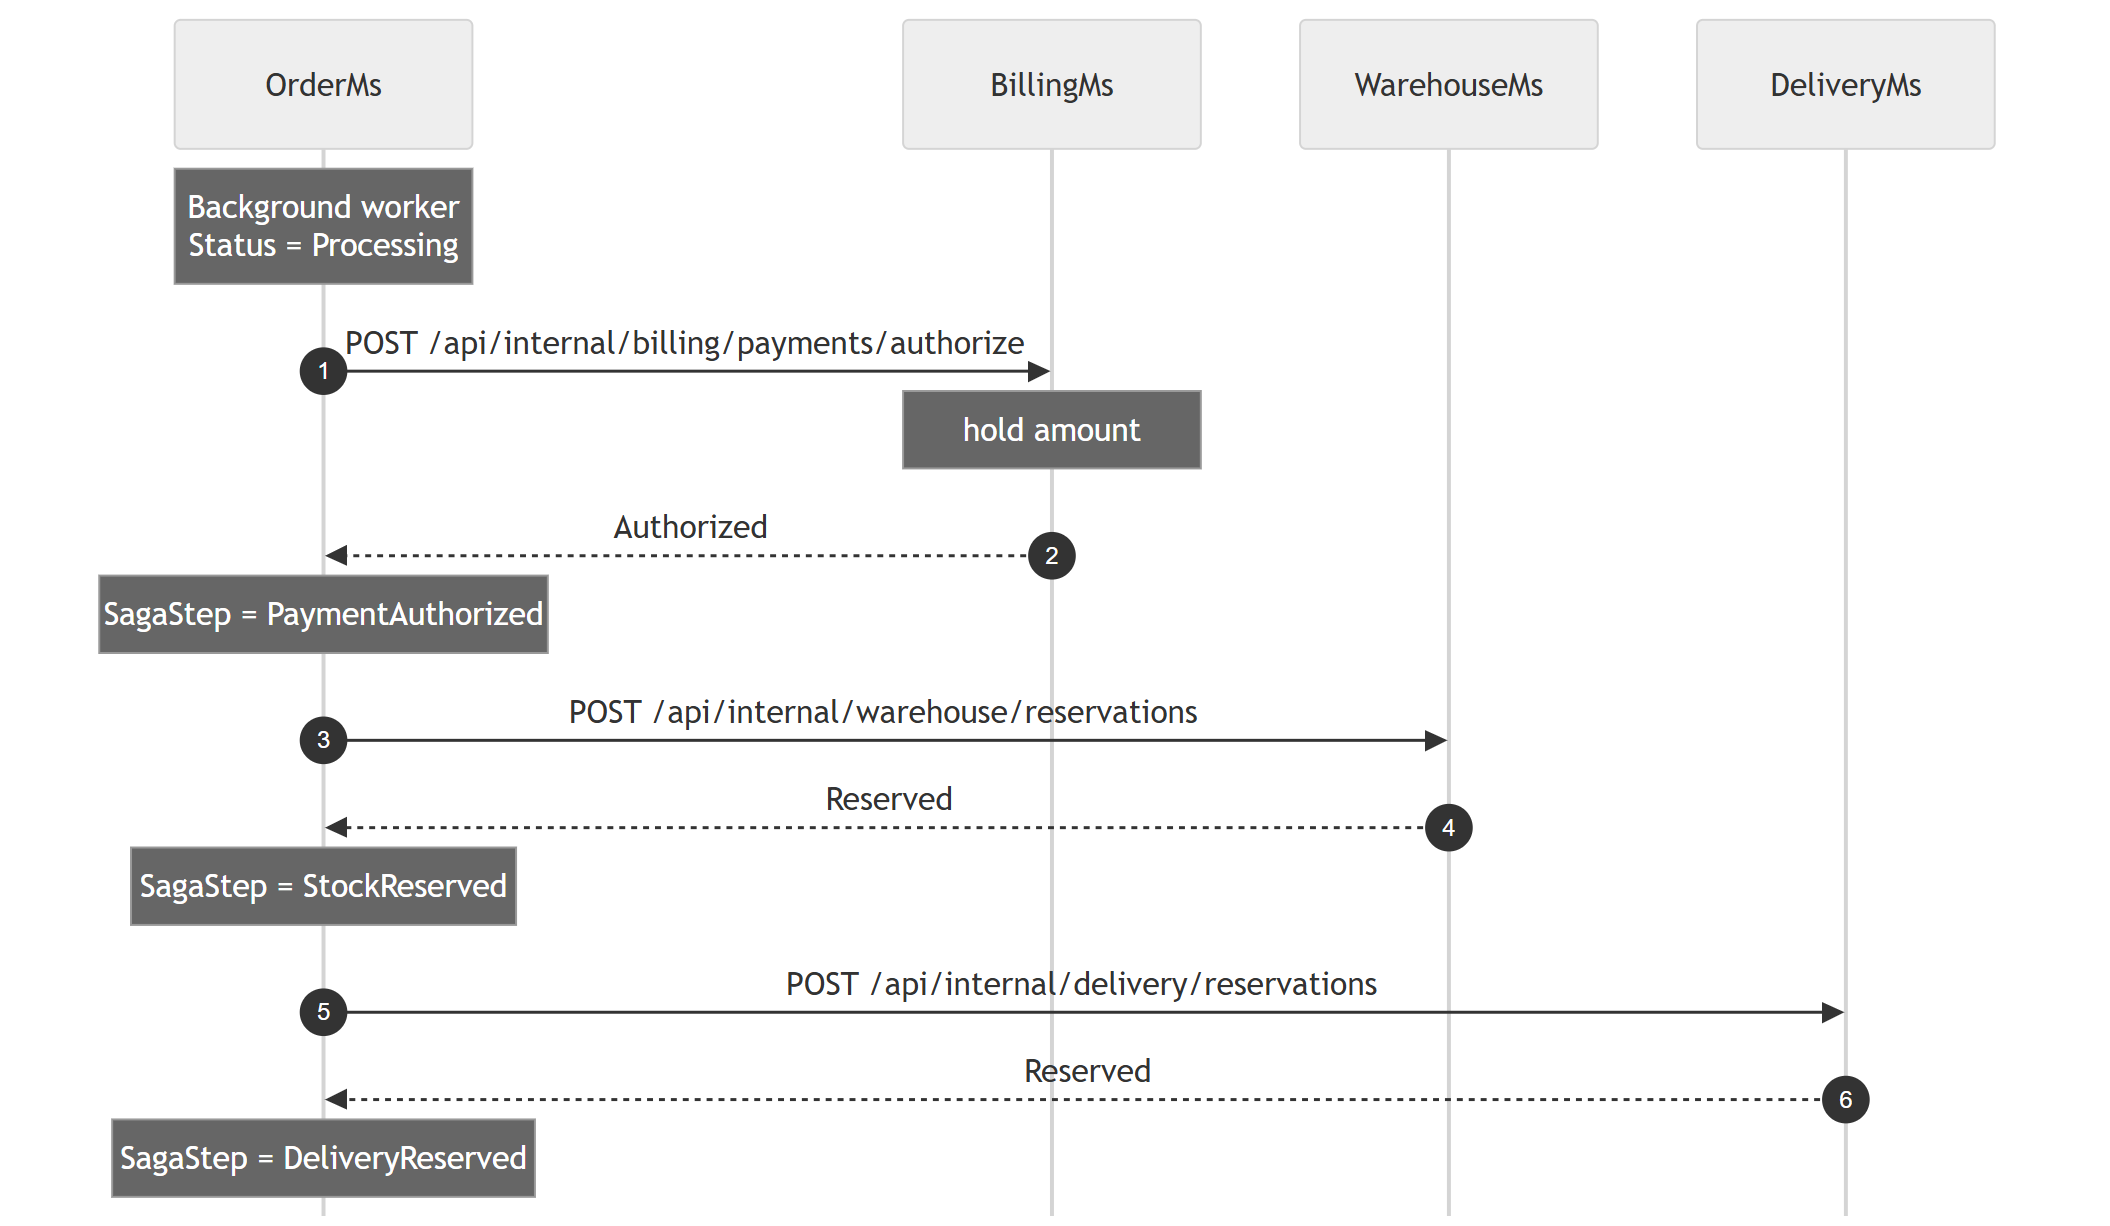 OrderMs
BillingMs
WarehouseMs
DeliveryMs
Background worker
Status = Processing
POST /api/internal/billing/payments/authorize
1
hold amount
Authorized
2
SagaStep = PaymentAuthorized
POST /api/internal/warehouse/reservations
3
Reserved
4
SagaStep = StockReserved
POST /api/internal/delivery/reservations
5
Reserved
6
SagaStep = DeliveryReserved